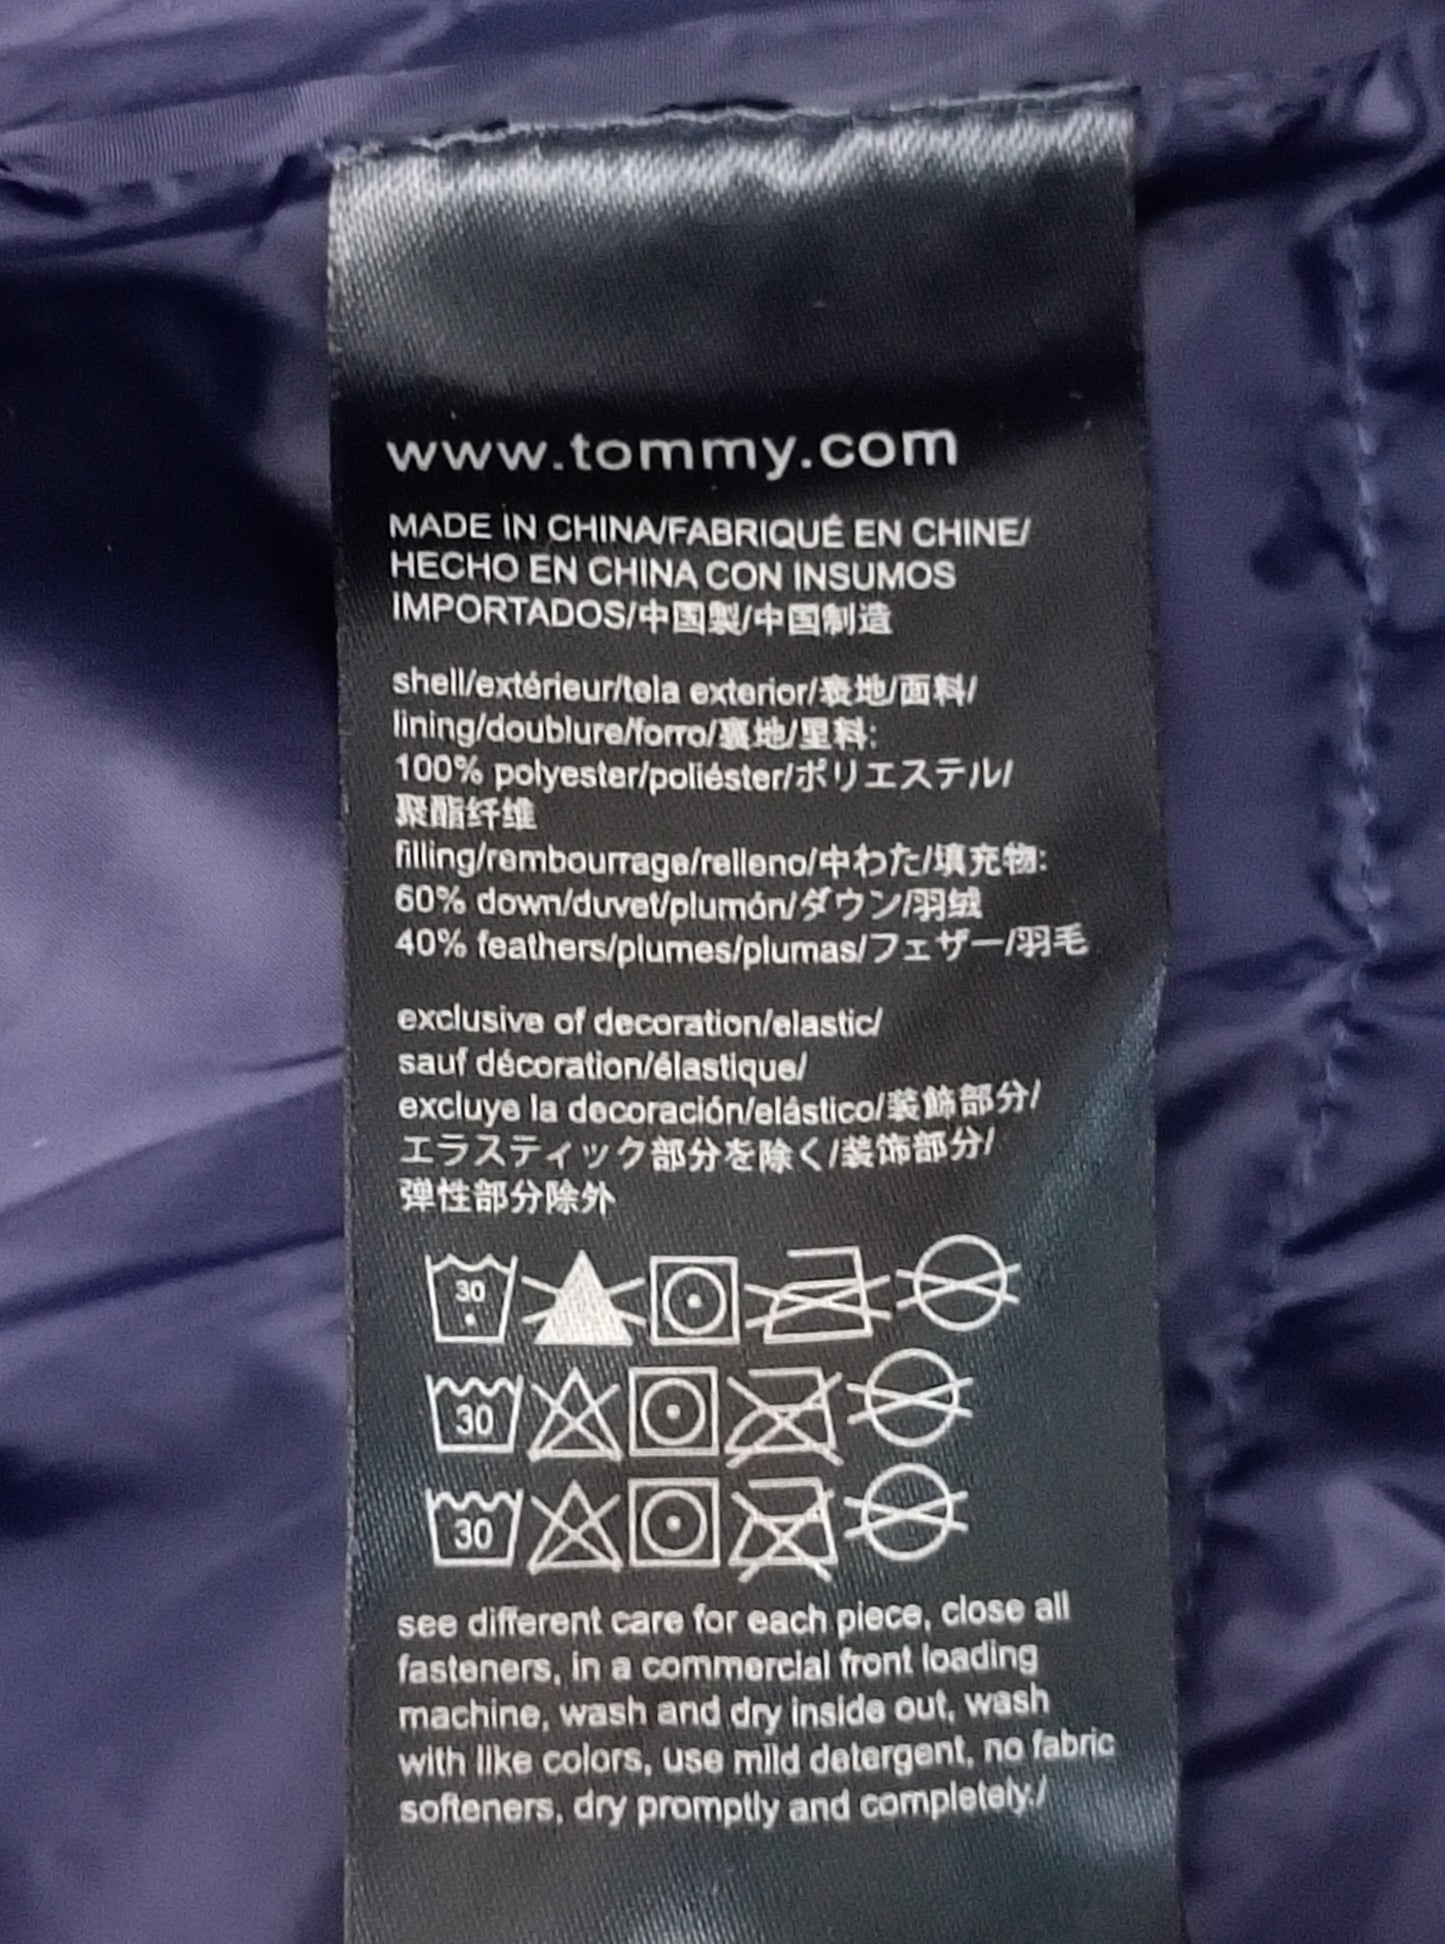 www.tommy.com
MADE IN CHINA/FABRIQUÉ EN CHINE/
HECHO EN CHINA CON INSUMOS
IMPORTADOS/中国製/中国制造
shell/extérieur/tela exterior/表地/面料/
lining/doublure/forro/裏地/里料:
100% polyester/poliéster/ポリエステル/
聚酯纤维
filling/rembourrage/relleno/中わた/填充物:
60% down/duvet/plumón/ダウン/羽绒
40% feathers/plumes/plumas/フェザー/羽毛
exclusive of decoration/elastic/
sauf décoration/élastique/
excluye la decoración/elástico/装飾部分/
エラスティック部分を除く/装饰部分/
弹性部分除外
30
30
30
see different care for each piece, close all
fasteners, in a commercial front loading
machine, wash and dry inside out, wash
with like colors, use mild detergent, no fabric
softeners, dry promptly and completely./